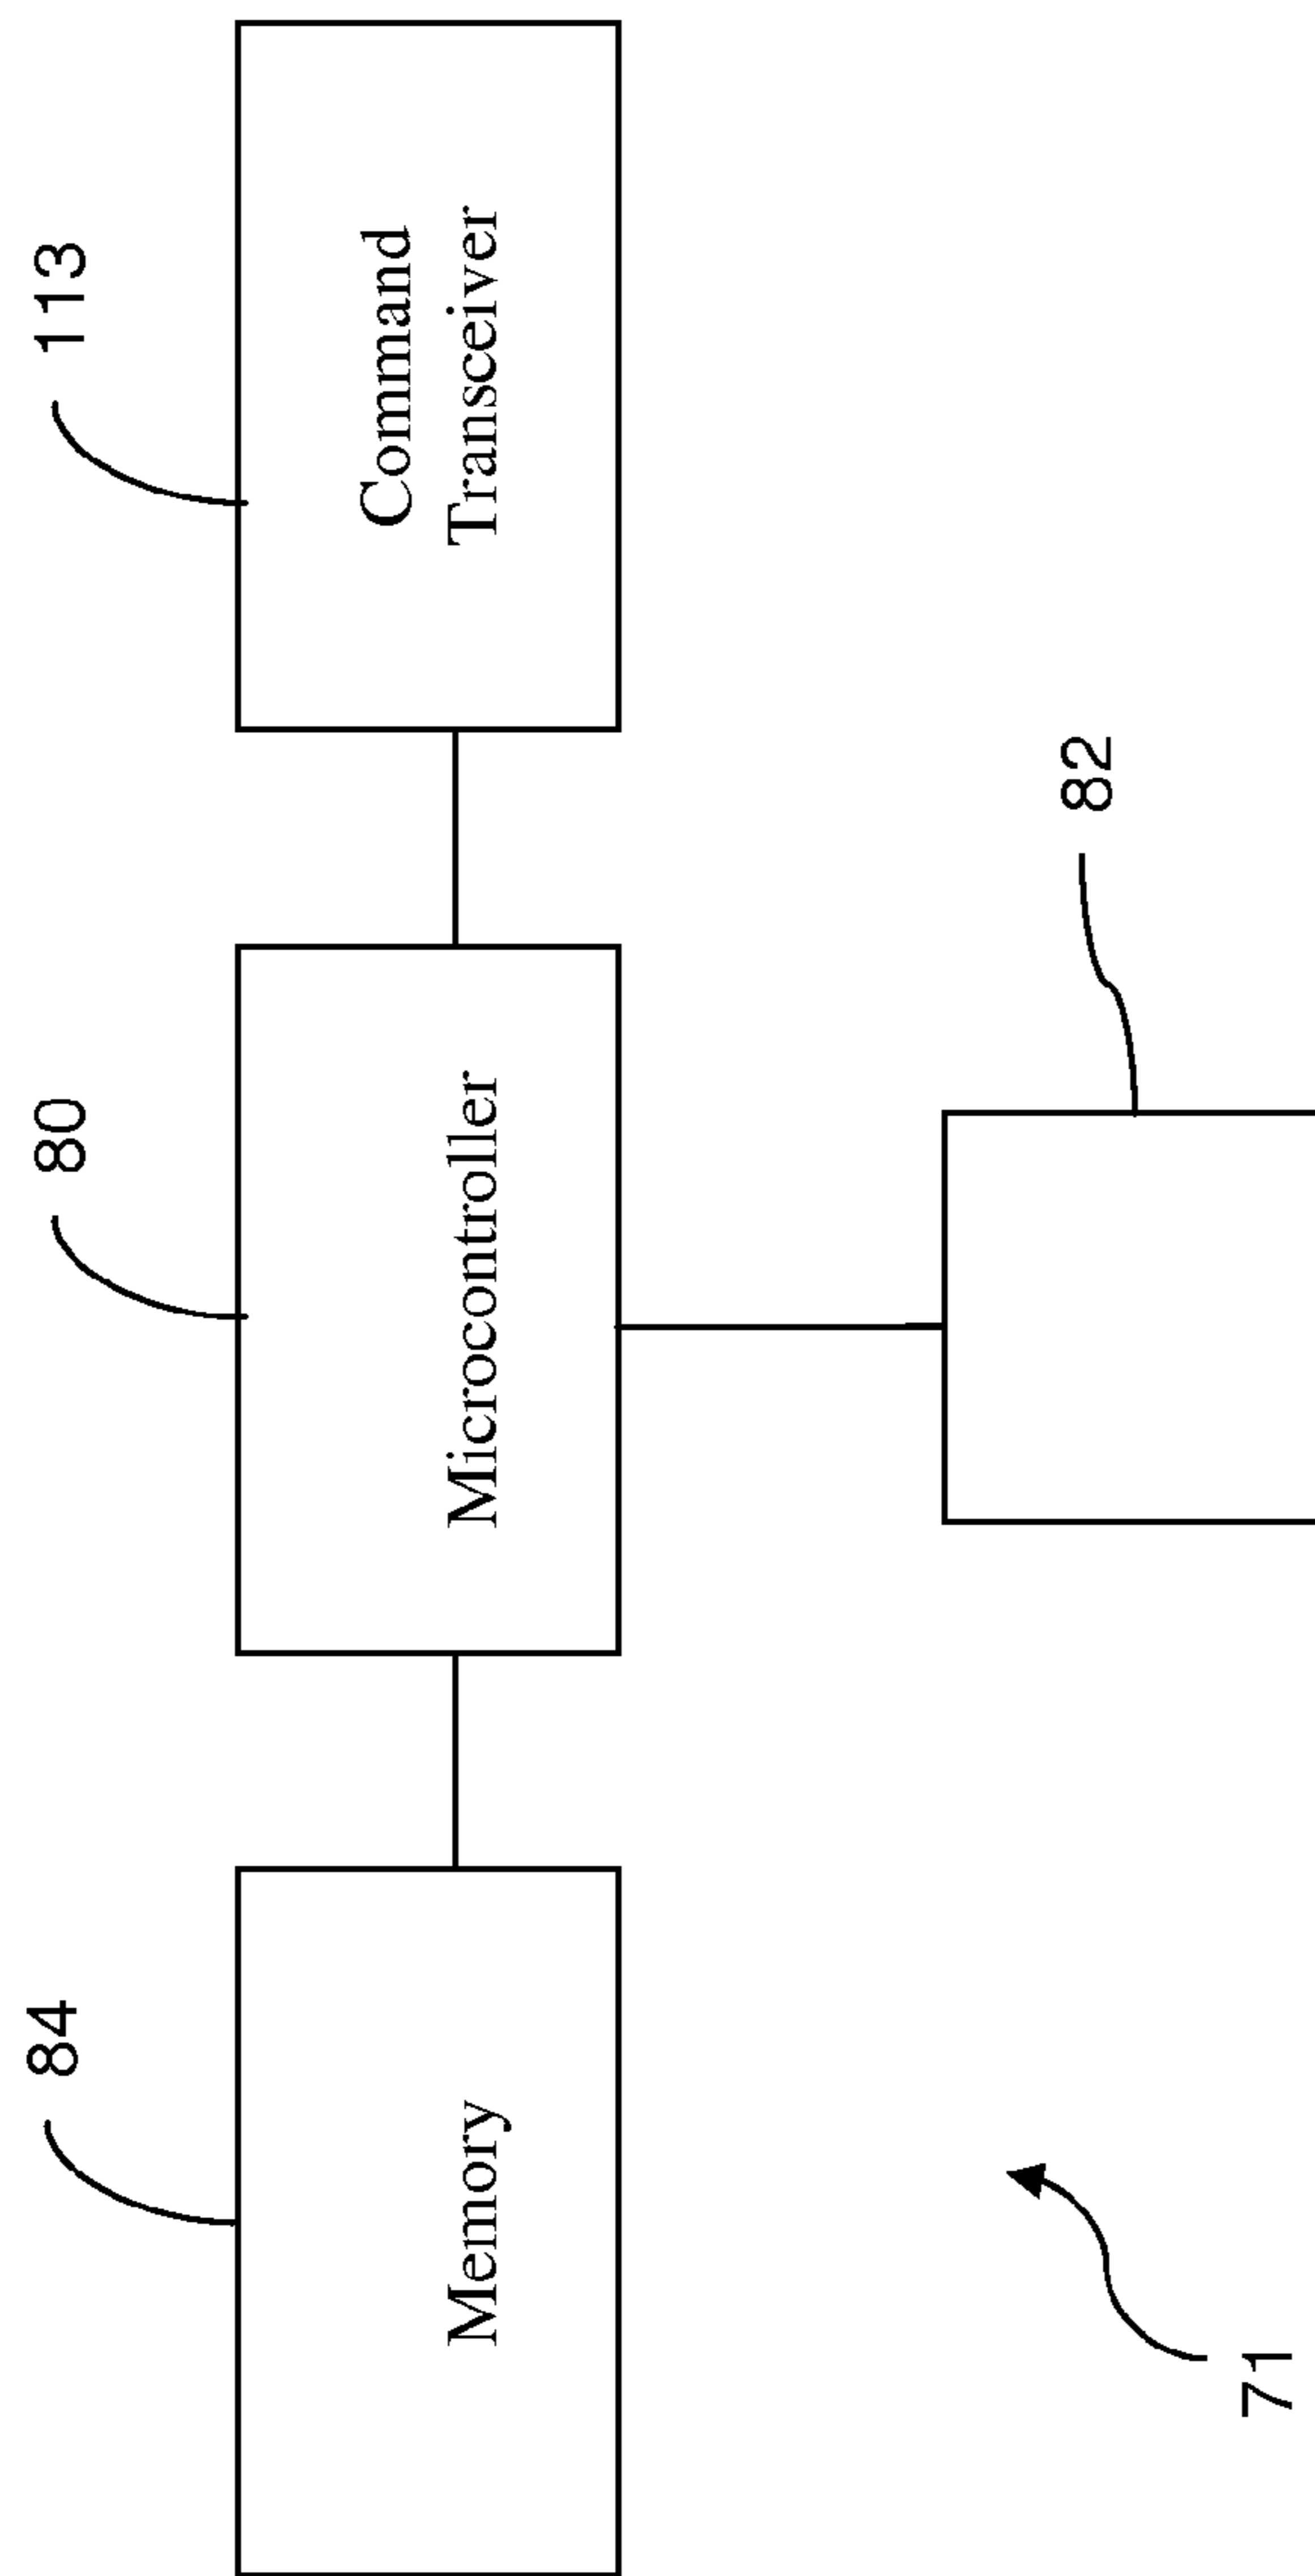 84
80
113
Memory
Microcontroller
Command
Transceiver
82
71